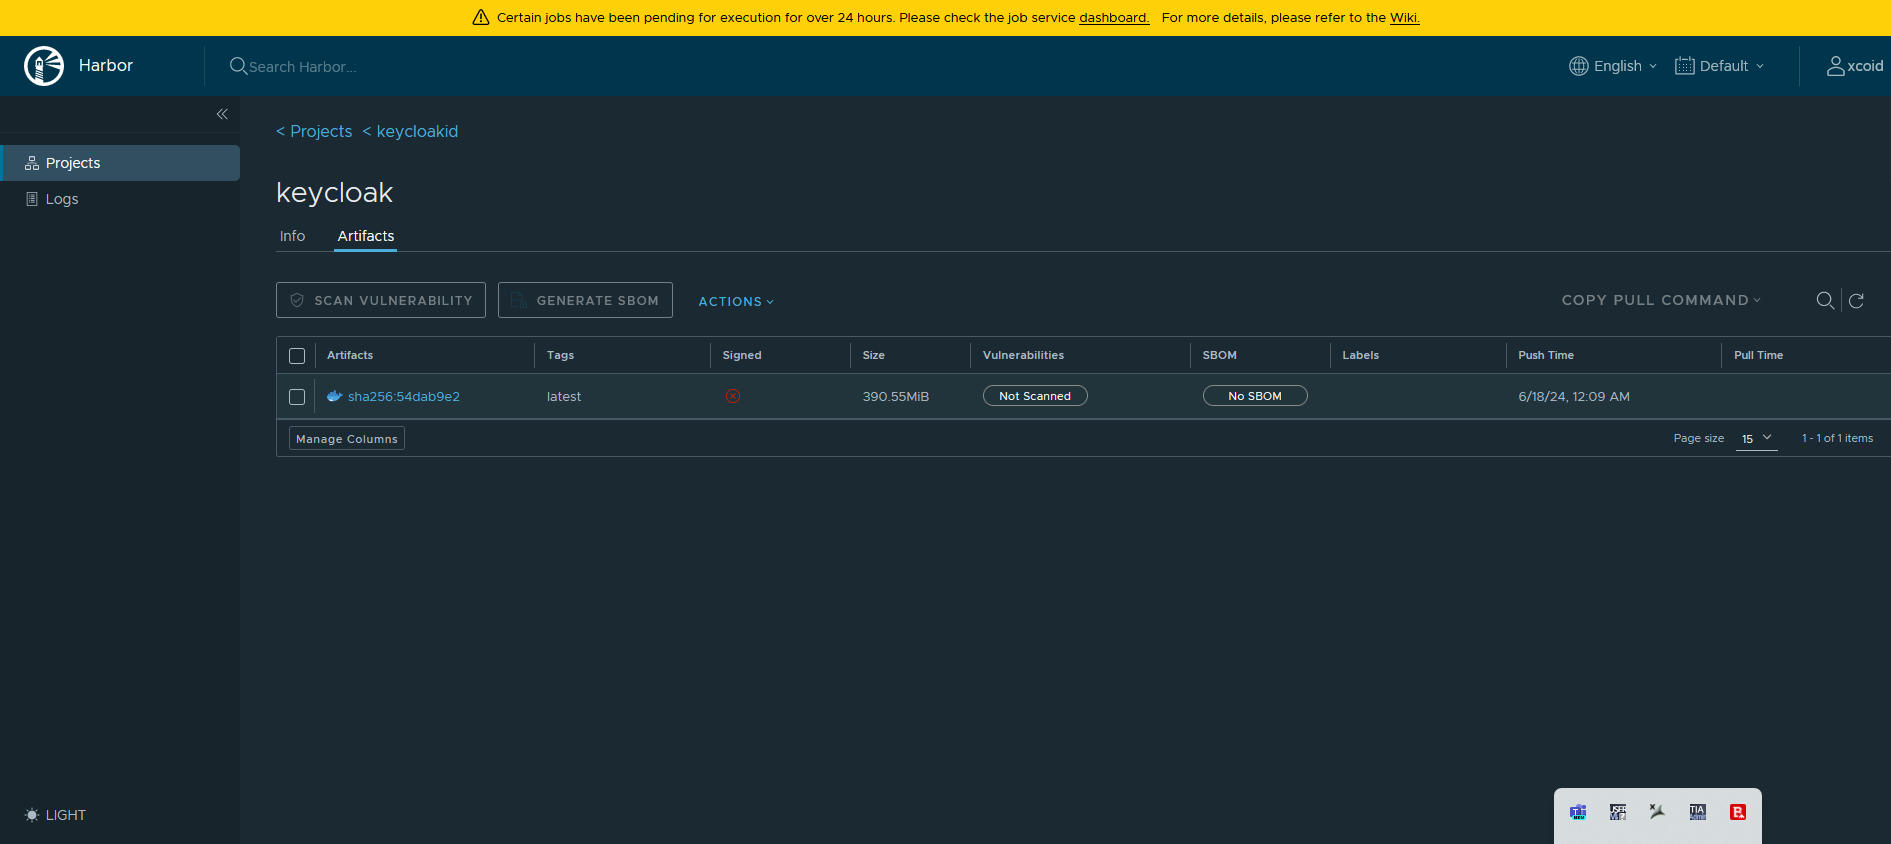 Certain jobs have been pending for execution for over 24 hours. Please check the job service dashboard. For more details, please refer to the Wiki.
Harbor
Search Harbor...
English
Default
xcoid
Projects
Logs
LIGHT
< Projects < keycloakid
keycloak
Info Artifacts
SCAN VULNERABILITY GENERATE SBOM ACTIONS COPY PULL COMMAND
Artifacts Tags Signed Size Vulnerabilities SBOM Labels Push Time Pull Time
sha256:54dab9e2 latest 390.55MiB Not Scanned No SBOM 6/18/24, 12:09 AM
Manage Columns Page size 15 1 - 1 of 1 items
TIA
B